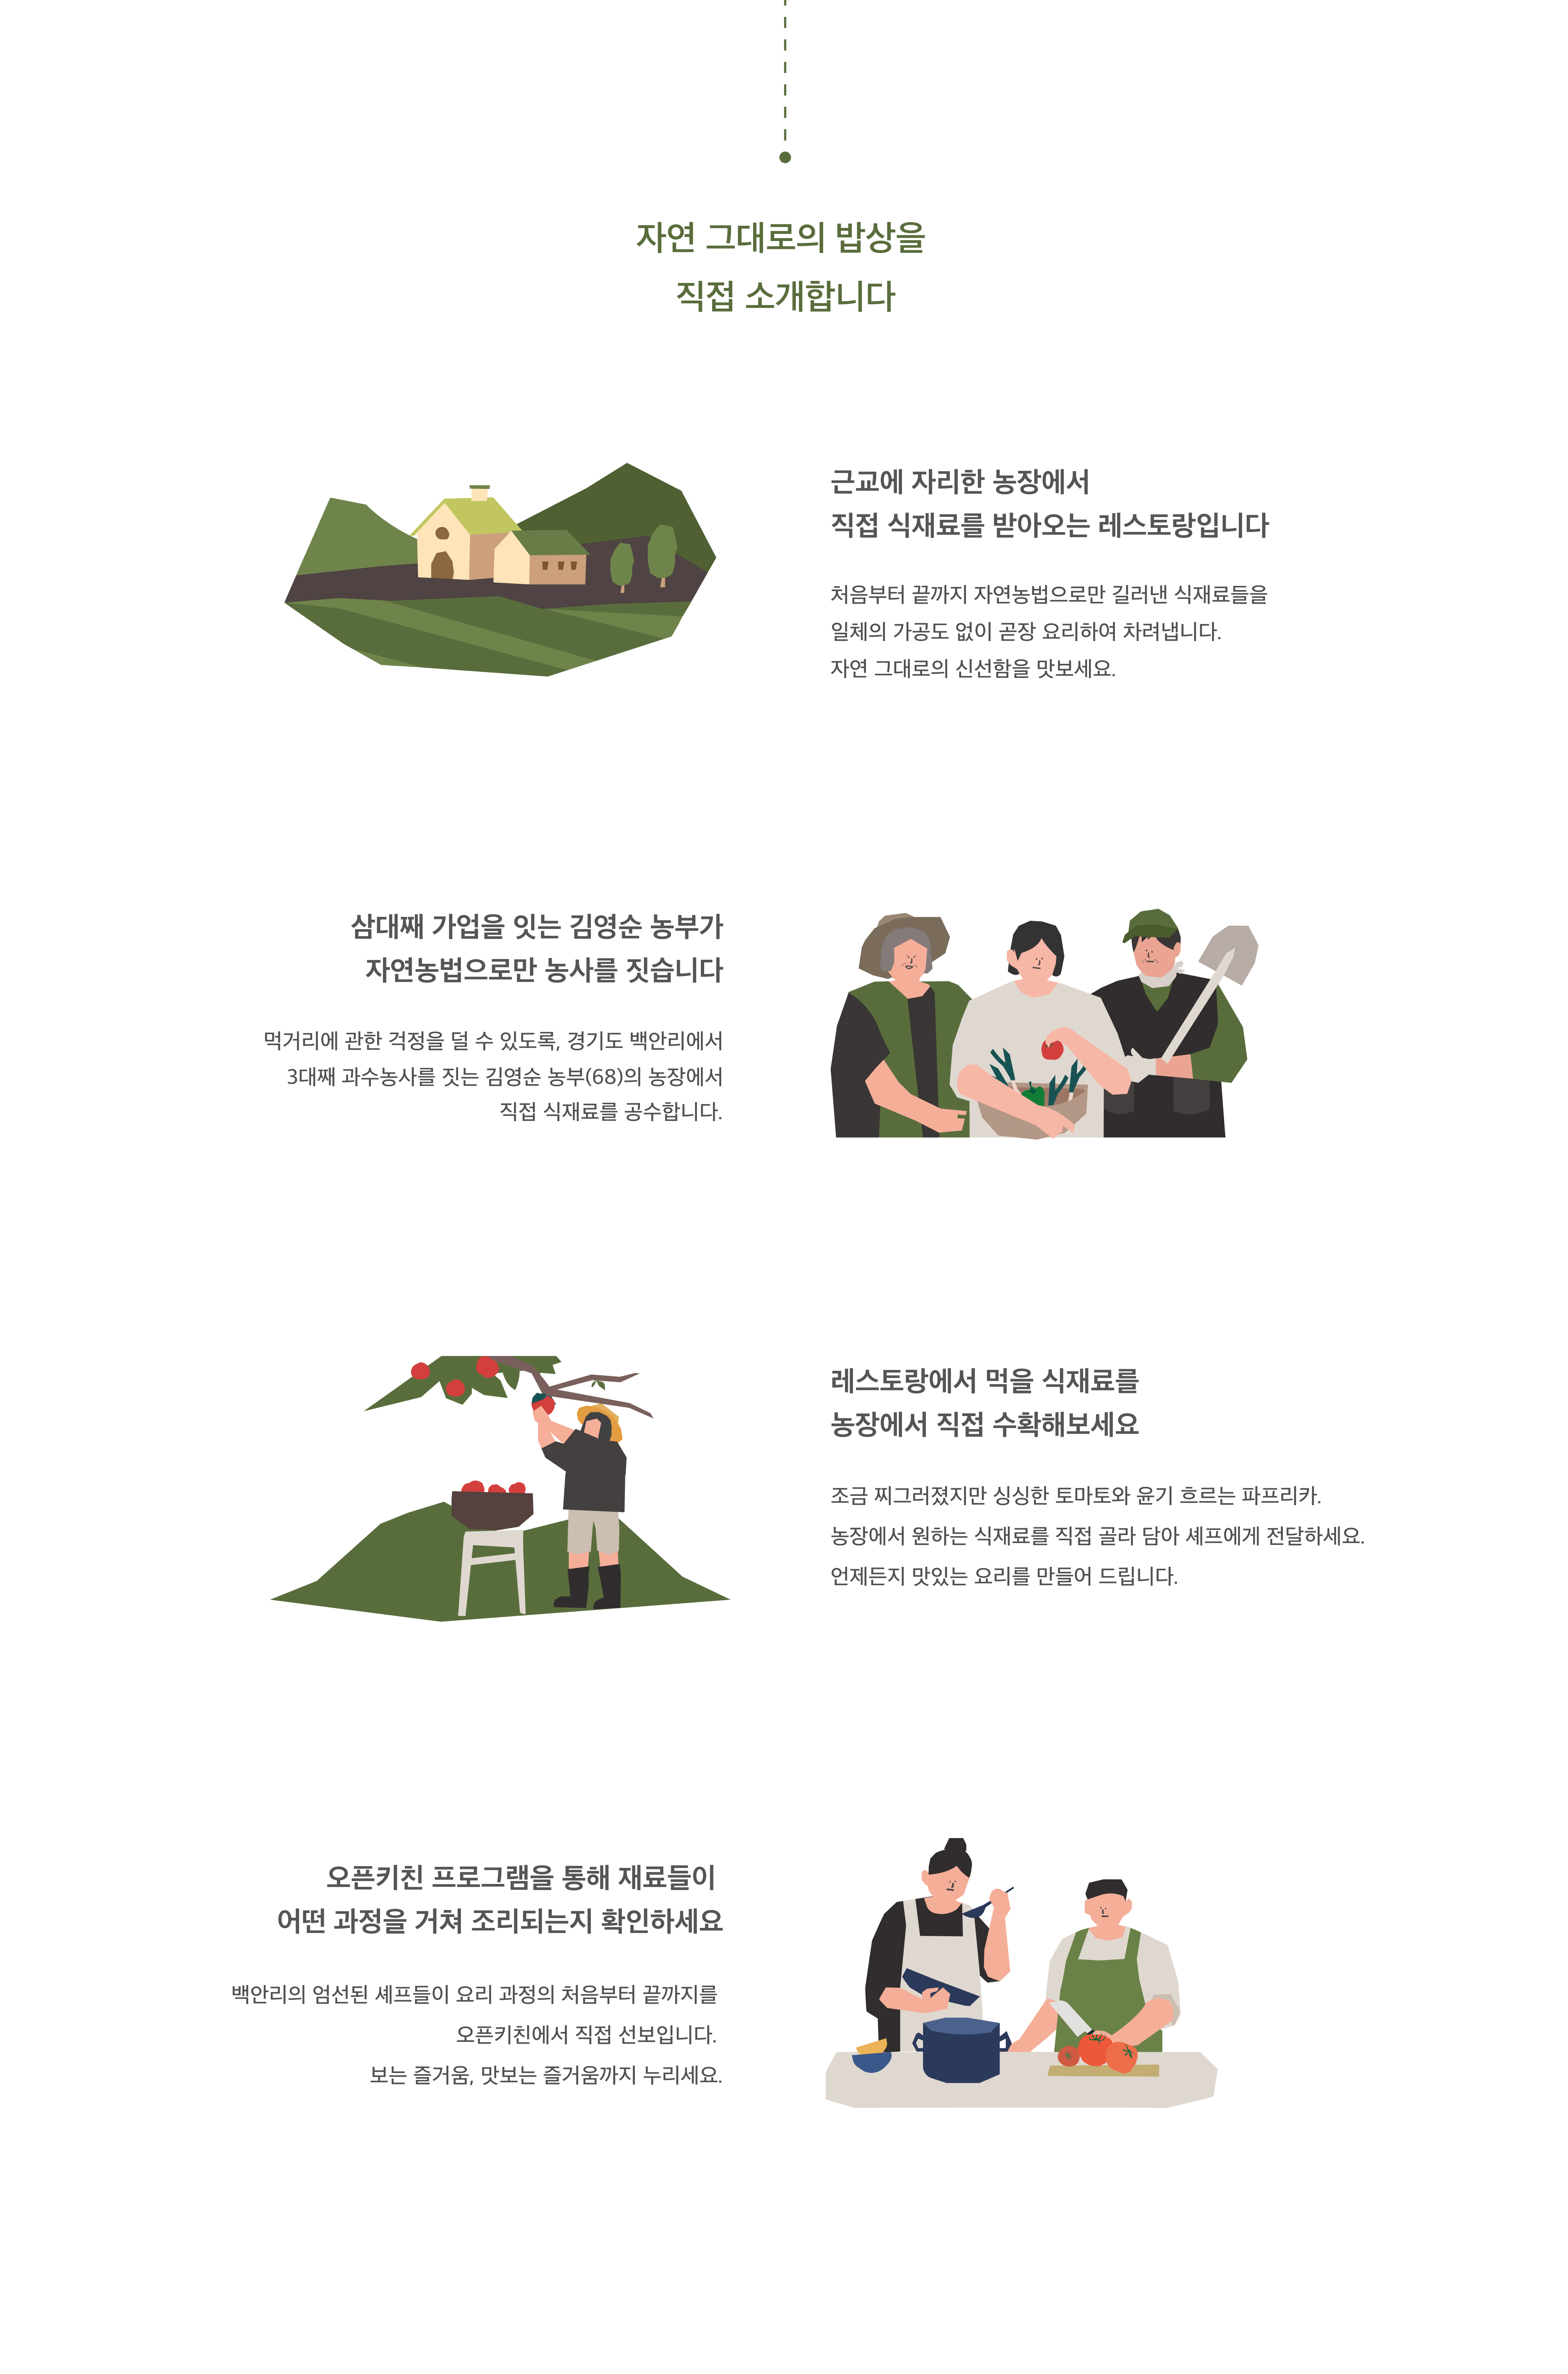 자연 그대로의 밥상을
직접 소개합니다
근교에 자리한 농장에서
직접 식재료를 받아오는 레스토랑입니다
처음부터 끝까지 자연농법으로만 길러낸 식재료들을
일체의 가공도 없이 곧장 요리하여 차려냅니다.
자연 그대로의 신선함을 맛보세요.
삼대째 가업을 잇는 김영순 농부가
자연농법으로만 농사를 짓습니다
먹거리에 관한 걱정을 덜 수 있도록, 경기도 백안리에서
3대째 과수농사를 짓는 김영순 농부(68)의 농장에서
직접 식재료를 공수합니다.
레스토랑에서 먹을 식재료를
농장에서 직접 수확해보세요
조금 찌그러졌지만 싱싱한 토마토와 윤기 흐르는 파프리카.
농장에서 원하는 식재료를 직접 골라 담아 셰프에게 전달하세요.
언제든지 맛있는 요리를 만들어 드립니다.
오픈키친 프로그램을 통해 재료들이
어떤 과정을 거쳐 조리되는지 확인하세요
백안리의 엄선된 셰프들이 요리 과정의 처음부터 끝까지를
오픈키친에서 직접 선보입니다.
보는 즐거움, 맛보는 즐거움까지 누리세요.